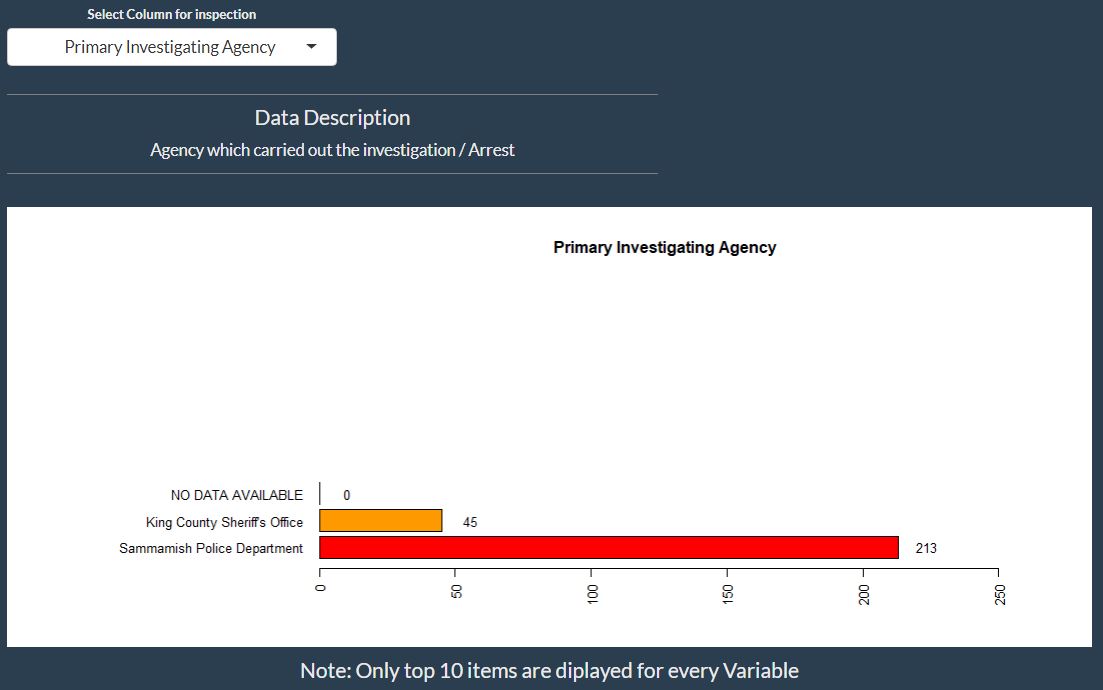 Select Column for inspection
Primary Investigating Agency
Data Description
Agency which carried out the investigation / Arrest
Primary Investigating Agency
NO DATA AVAILABLE 0
King County Sheriff's Office 45
Sammamish Police Department 213
0 50 100 150 200 250
Note: Only top 10 items are diplayed for every Variable